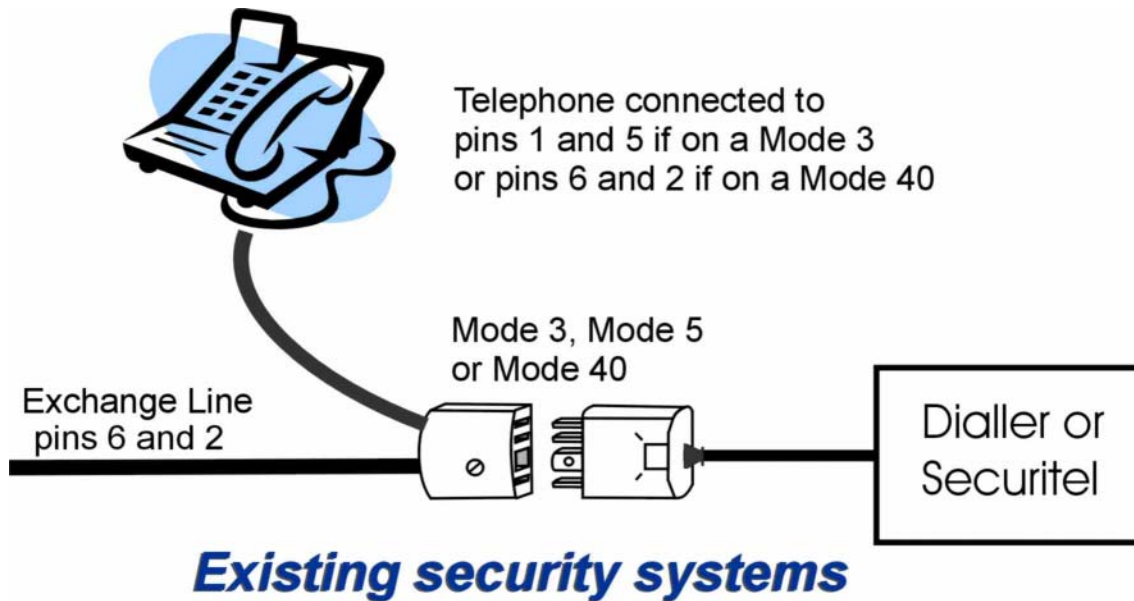 Telephone connected to
pins 1 and 5 if on a Mode 3
or pins 6 and 2 if on a Mode 40
Mode 3, Mode 5
or Mode 40
Exchange Line
pins 6 and 2
Dialler or
Securitel
Existing security systems